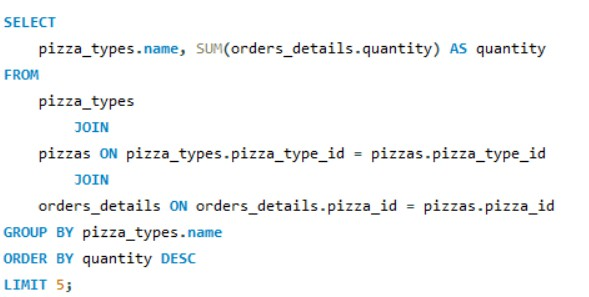 SELECT
pizza_types.name, SUM(orders_details.quantity) AS quantity
FROM
pizza_types
JOIN
pizzas ON pizza_types.pizza_type_id = pizzas.pizza_type_id
JOIN
orders_details ON orders_details.pizza_id = pizzas.pizza_id
GROUP BY pizza_types.name
ORDER BY quantity DESC
LIMIT 5;